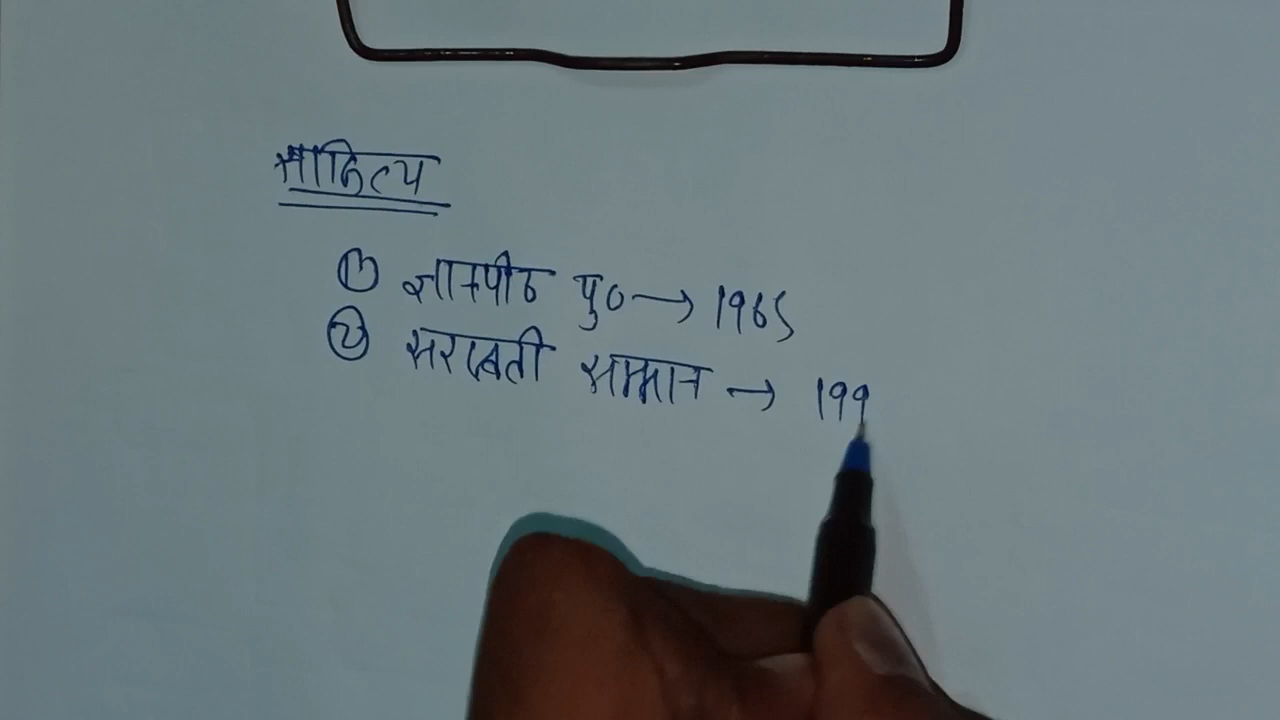 साहित्य
① ज्ञानपीठ पु० → 1965
② सरस्वती सम्मान → 199